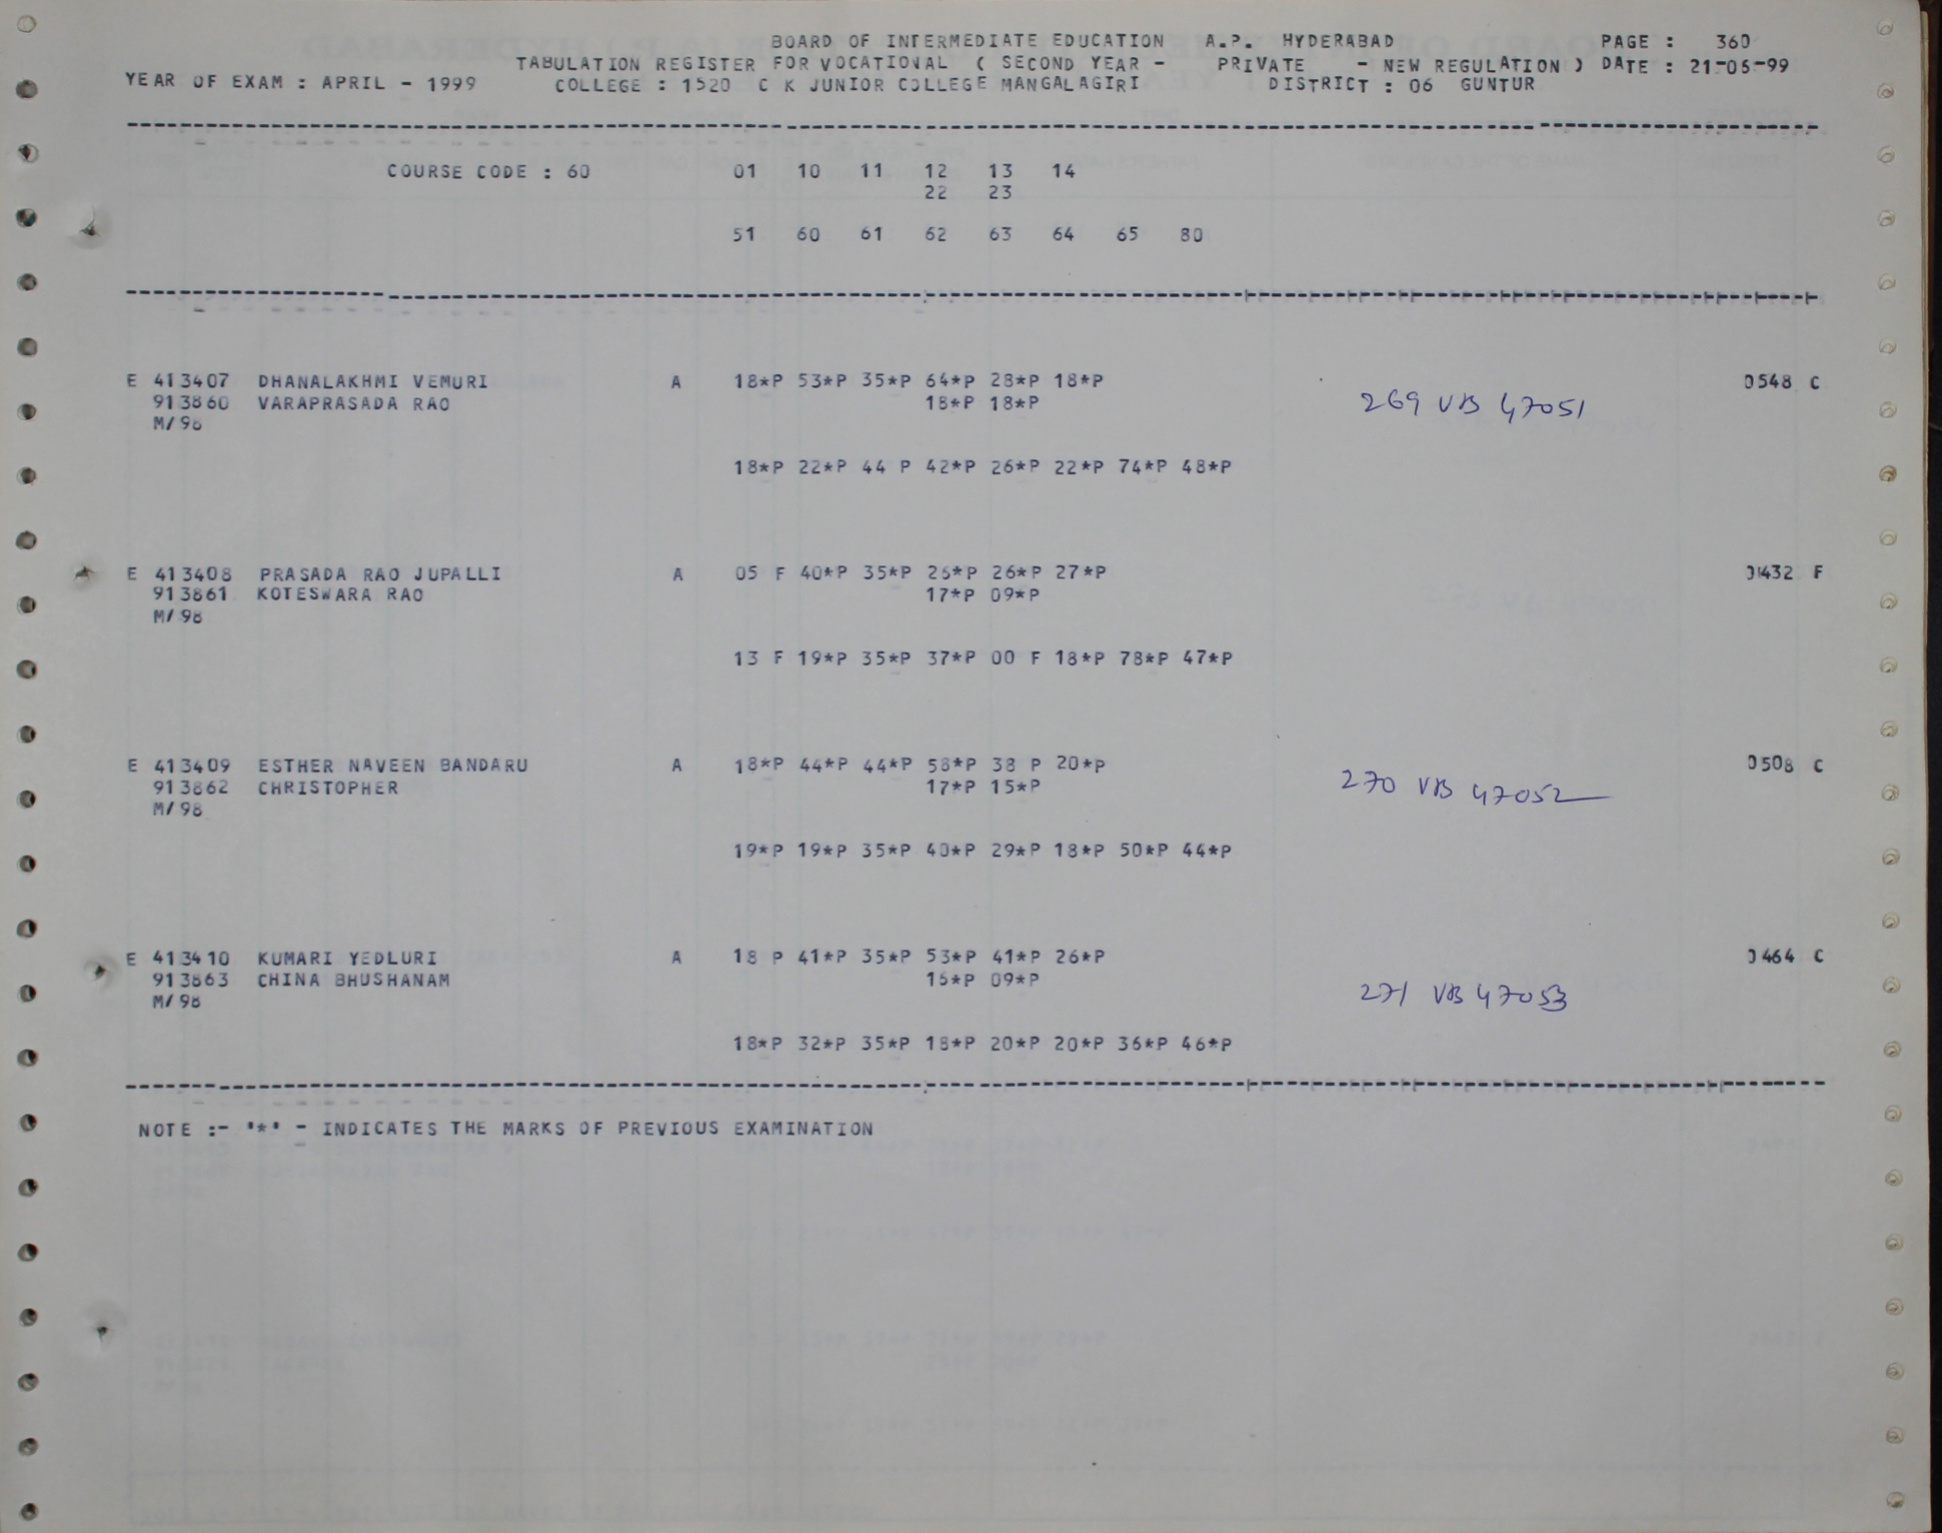 BOARD OF INTERMEDIATE EDUCATION A.P. HYDERABAD PAGE : 360
TABULATION REGISTER FOR VOCATIONAL ( SECOND YEAR - PRIVATE - NEW REGULATION ) DATE : 21-06-99
YEAR OF EXAM : APRIL - 1999 COLLEGE : 1520 C K JUNIOR COLLEGE MANGALAGIRI DISTRICT : 06 GUNTUR
COURSE CODE : 60 01 10 11 12 13 14
22 23
51 60 61 62 63 64 65 80
E 413407 DHANALAKHMI VEMURI A 18*P 53*P 35*P 64*P 28*P 18*P 0548 C
913860 VARAPRASADA RAO 18*P 18*P 269 VB 47051
M/98
18*P 22*P 44 P 42*P 26*P 22*P 74*P 48*P
E 413408 PRASADA RAO JUPALLI A 05 F 40*P 35*P 26*P 26*P 27*P 0432 F
913861 KOTESWARA RAO 17*P 09*P
M/98
13 F 19*P 35*P 37*P 00 F 18*P 78*P 47*P
E 413409 ESTHER NAVEEN BANDARU A 18*P 44*P 44*P 58*P 38 P 20*P 0508 C
913862 CHRISTOPHER 17*P 15*P 270 VB 47052
M/98
19*P 19*P 35*P 40*P 29*P 18*P 50*P 44*P
E 413410 KUMARI YEDLURI A 18 P 41*P 35*P 53*P 41*P 26*P 0464 C
913863 CHINA BHUSHANAM 16*P 09*P 271 VB 47053
M/98
18*P 32*P 35*P 18*P 20*P 20*P 36*P 46*P
NOTE :- '*' - INDICATES THE MARKS OF PREVIOUS EXAMINATION